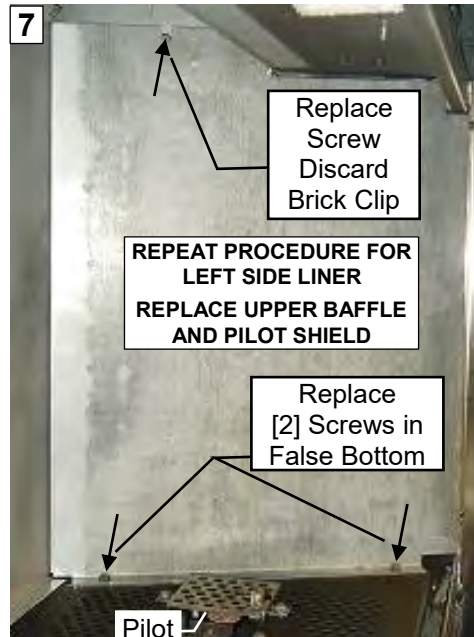 7
Replace
Screw
Discard
Brick Clip
REPEAT PROCEDURE FOR
LEFT SIDE LINER
REPLACE UPPER BAFFLE
AND PILOT SHIELD
Replace
[2] Screws in
False Bottom
Pilot